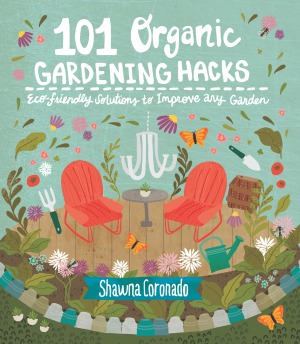 101 Organic
GARDENING HACKS
Eco-friendly Solutions to Improve any Garden
Shawna Coronado